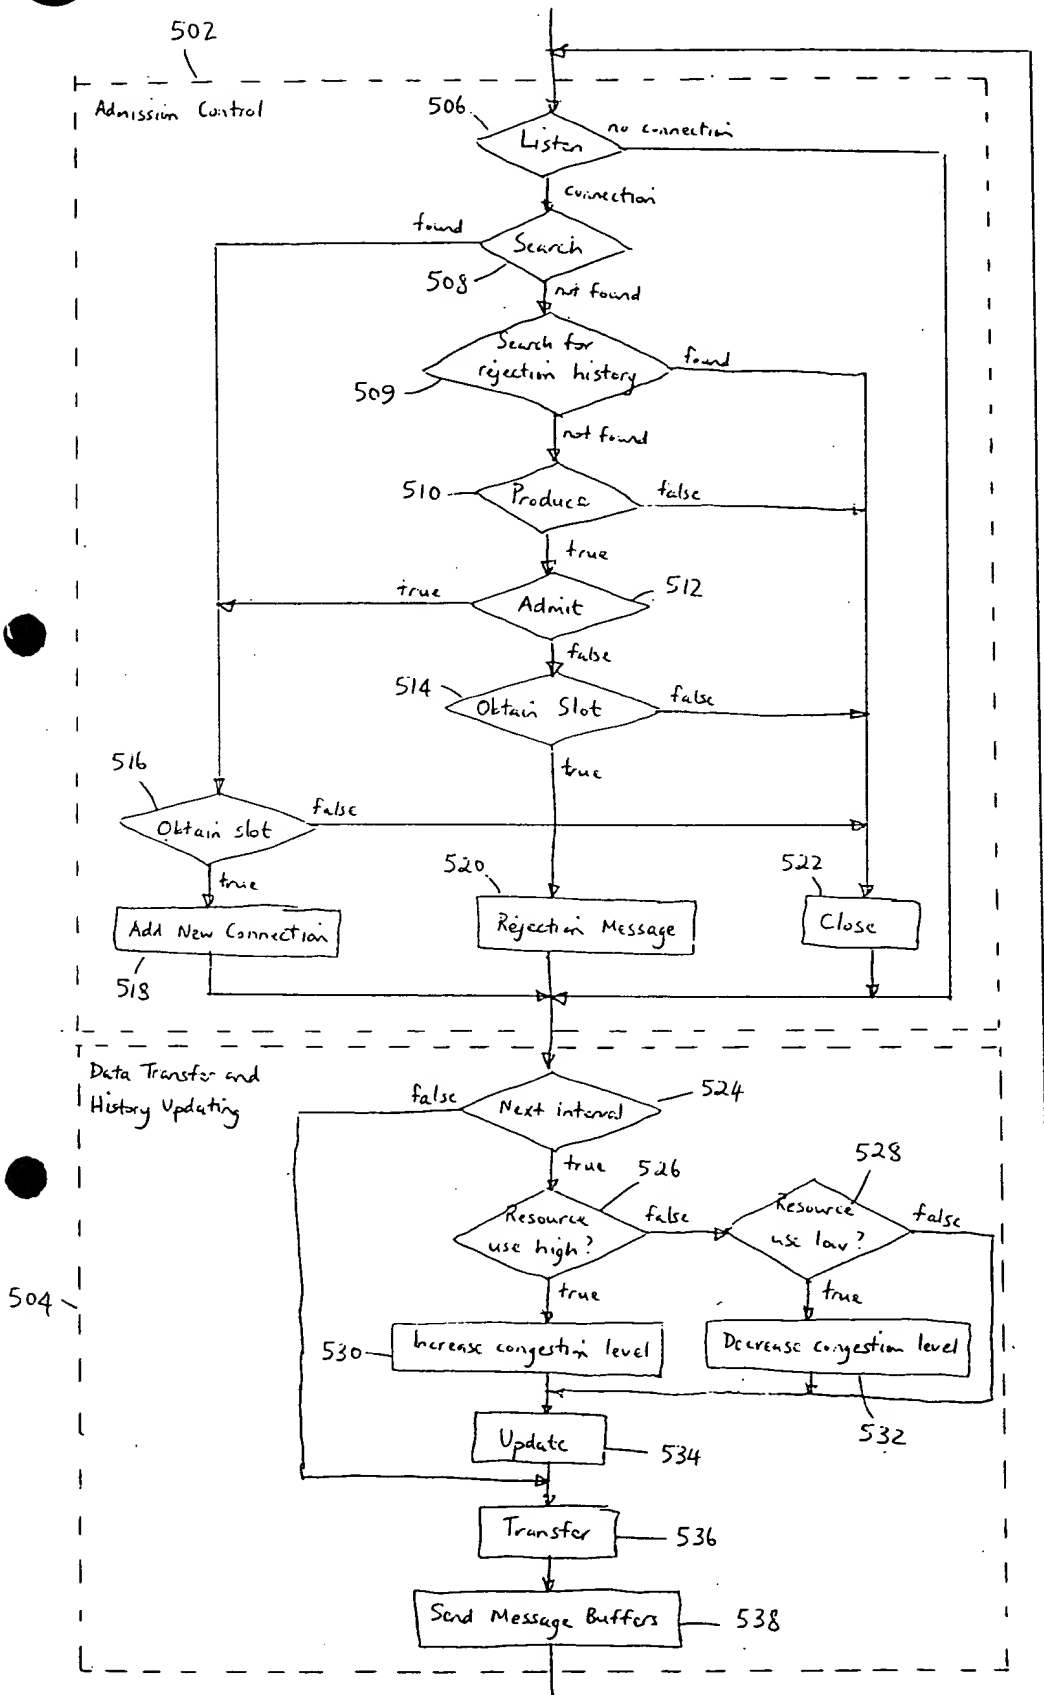 502
Admission Control
506
Listen
no connection
connection
found
Search
508
not found
Search for
rejection history
found
509
not found
510
Produce
false
true
true
Admit
512
false
514
Obtain Slot
false
true
516
Obtain slot
false
true
520
522
Add New Connection
Rejection Message
Close
518
Data Transfer and
History Updating
false
Next interval
524
true
526
528
Resource
use high?
false
Resource
use low?
false
504
true
true
530
Increase congestion level
Decrease congestion level
532
Update
534
Transfer
536
Send Message Buffers
538